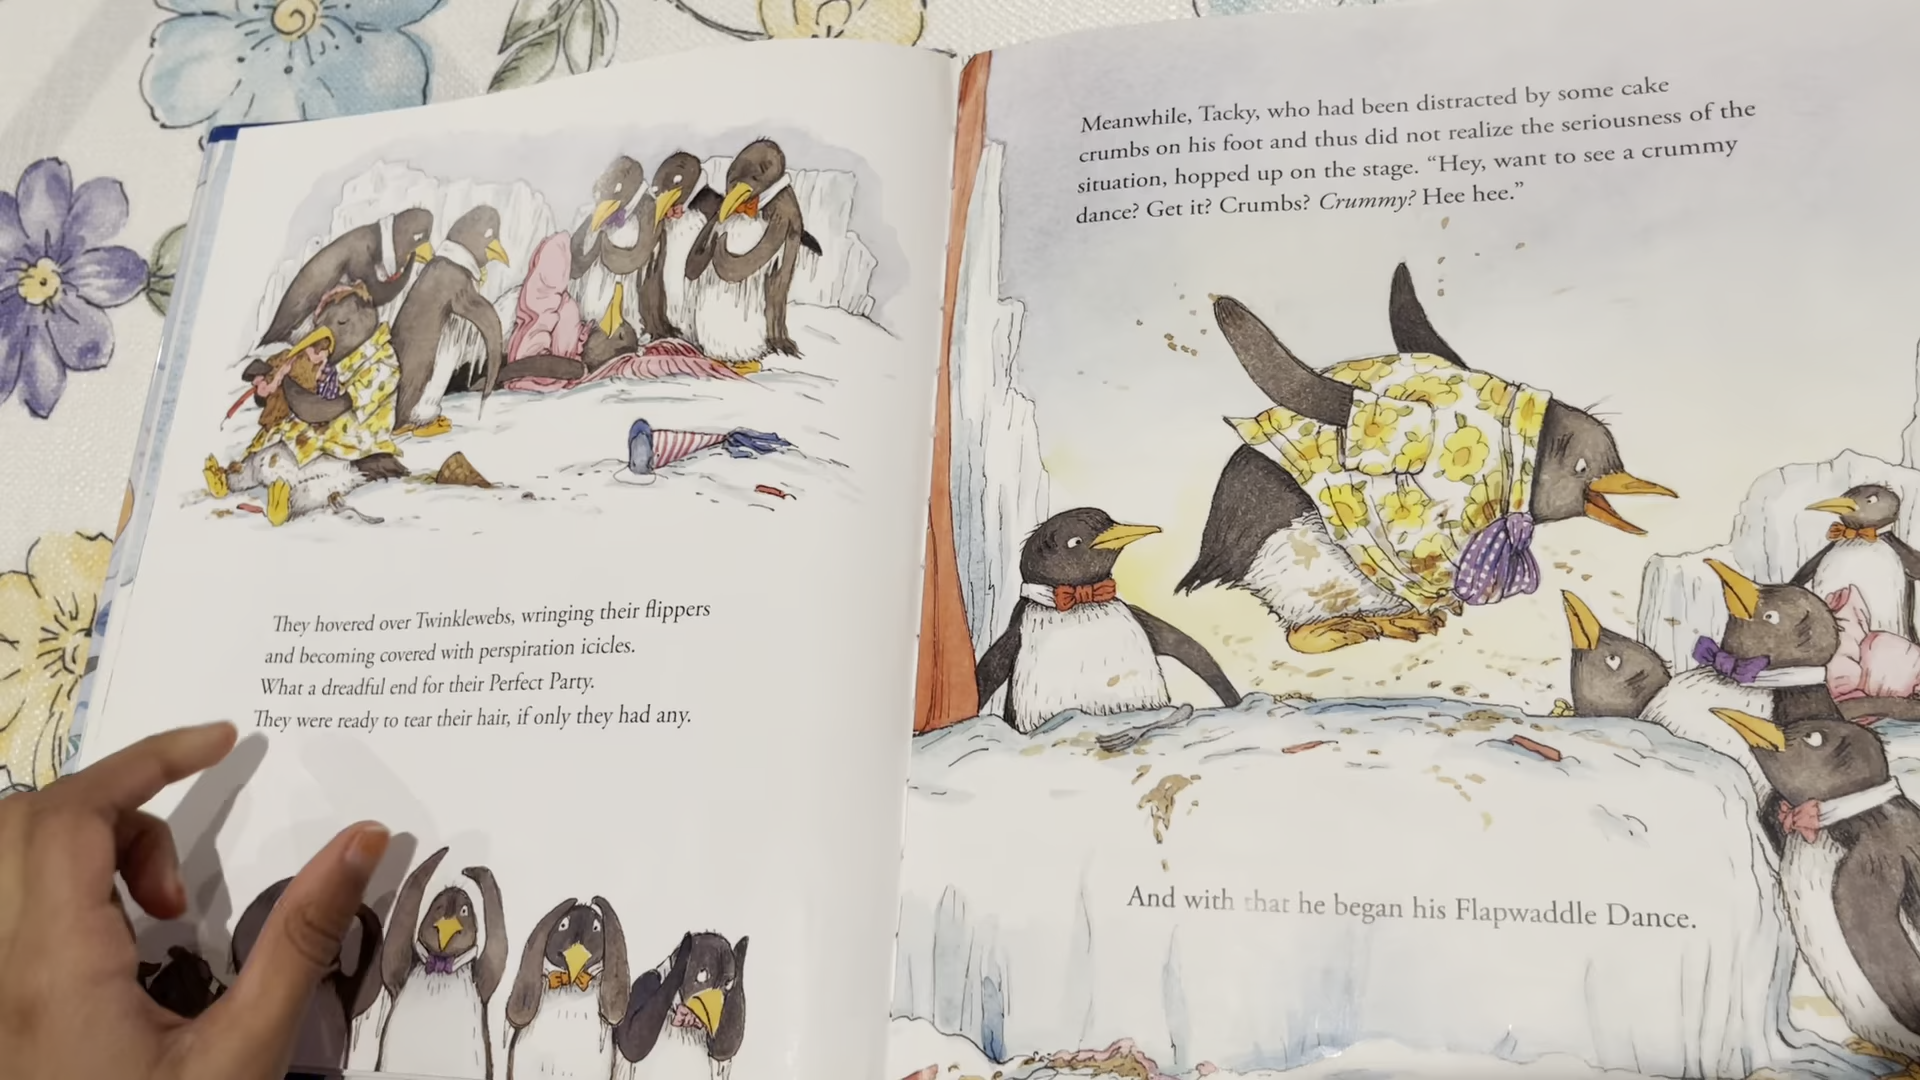 They hovered over Twinklewebs, wringing their flippers
and becoming covered with perspiration icicles.
What a dreadful end for their Perfect Party.
They were ready to tear their hair, if only they had any.
Meanwhile, Tacky, who had been distracted by some cake
crumbs on his foot and thus did not realize the seriousness of the
situation, hopped up on the stage. “Hey, want to see a crummy
dance? Get it? Crumbs? Crummy? Hee hee.”
And with that he began his Flapwaddle Dance.